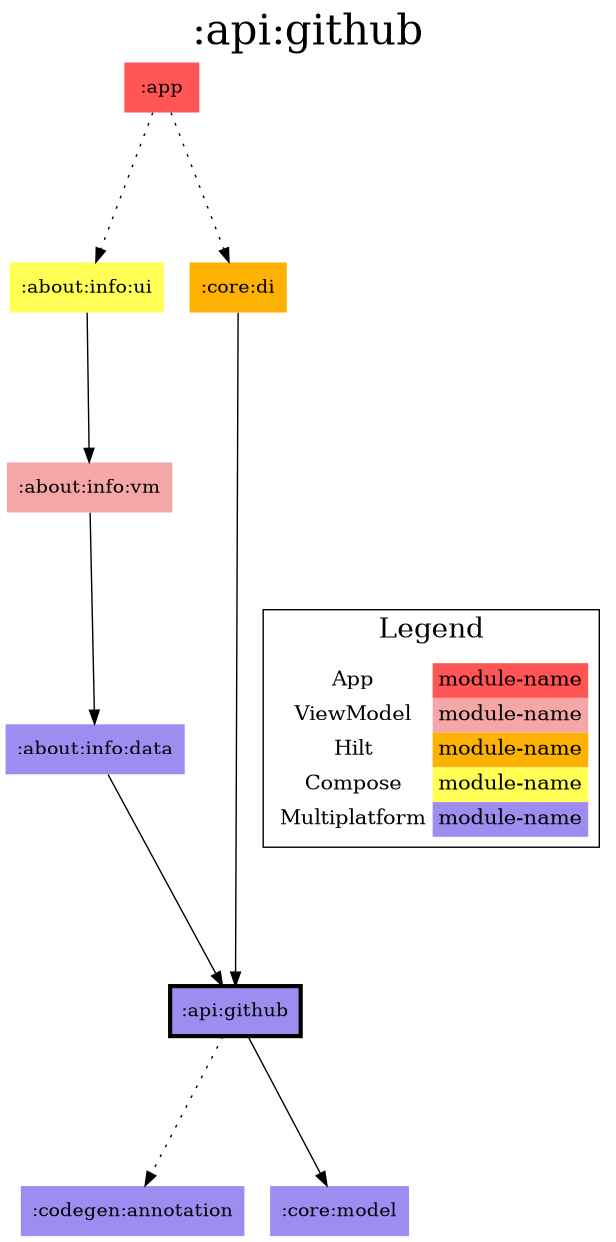 :api:github
:app
:about:info:ui
:core:di
:about:info:vm
Legend
App module-name
ViewModel module-name
Hilt module-name
Compose module-name
Multiplatform module-name
:about:info:data
:api:github
:codegen:annotation
:core:model